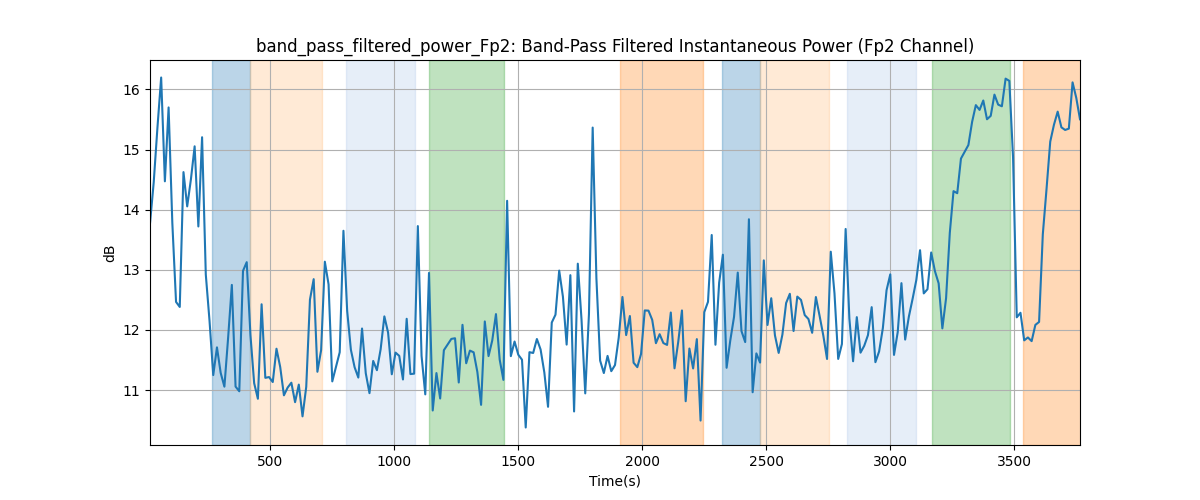 band_pass_filtered_power_Fp2: Band-Pass Filtered Instantaneous Power (Fp2 Channel)
16
15
14
13
12
11
dB
500 1000 1500 2000 2500 3000 3500
Time(s)